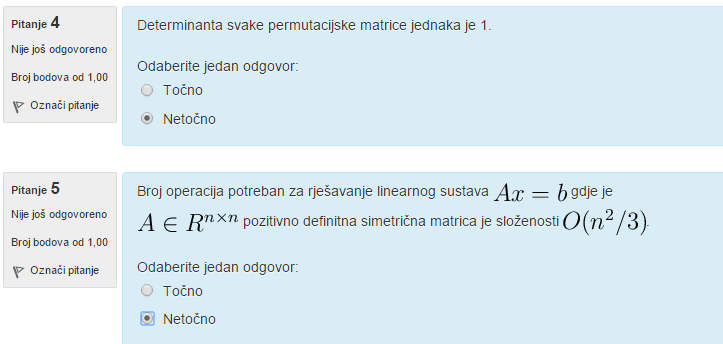 Pitanje 4
Nije još odgovoreno
Broj bodova od 1,00
Označi pitanje
Determinanta svake permutacijske matrice jednaka je 1.
Odaberite jedan odgovor:
Točno
Netočno
Pitanje 5
Nije još odgovoreno
Broj bodova od 1,00
Označi pitanje
Broj operacija potreban za rješavanje linearnog sustava Ax = b gdje je
A ∈ R^{n×n} pozitivno definitna simetrična matrica je složenosti O(n^2/3).
Odaberite jedan odgovor:
Točno
Netočno